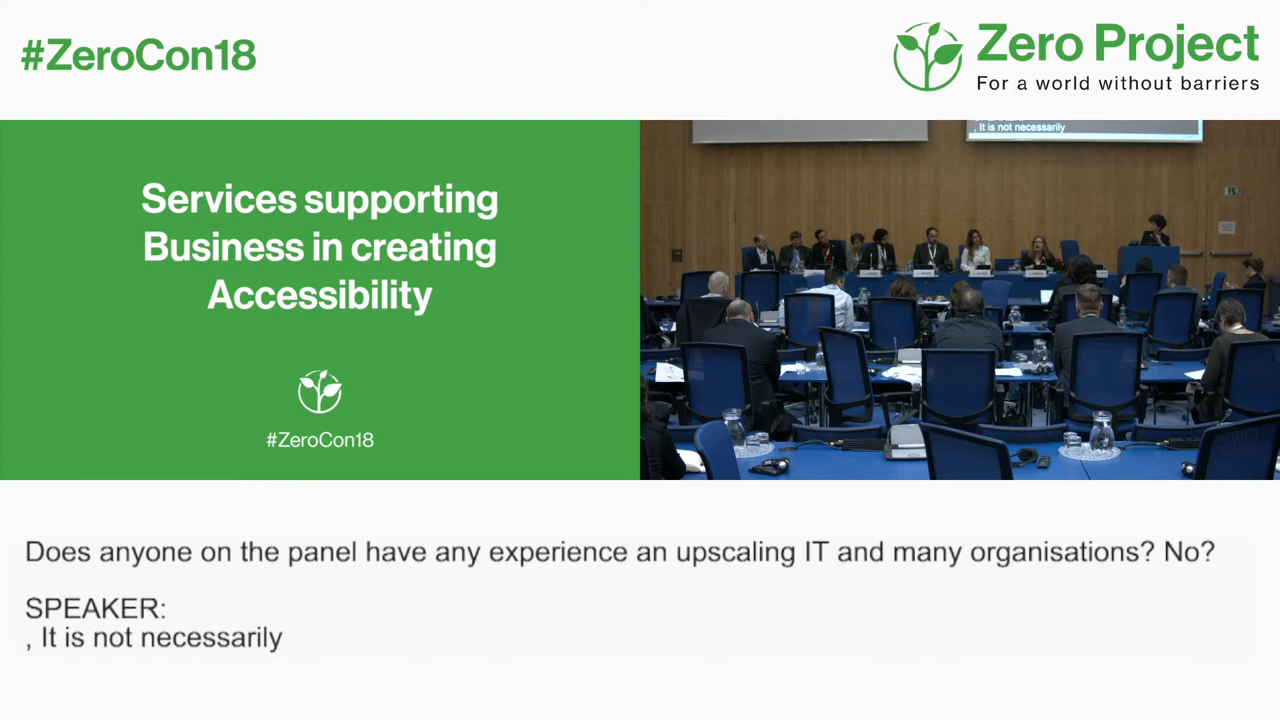 #ZeroCon18
Zero Project
For a world without barriers
, It is not necessarily
Services supporting
Business in creating
Accessibility
#ZeroCon18
Does anyone on the panel have any experience an upscaling IT and many organisations? No?
SPEAKER:
, It is not necessarily